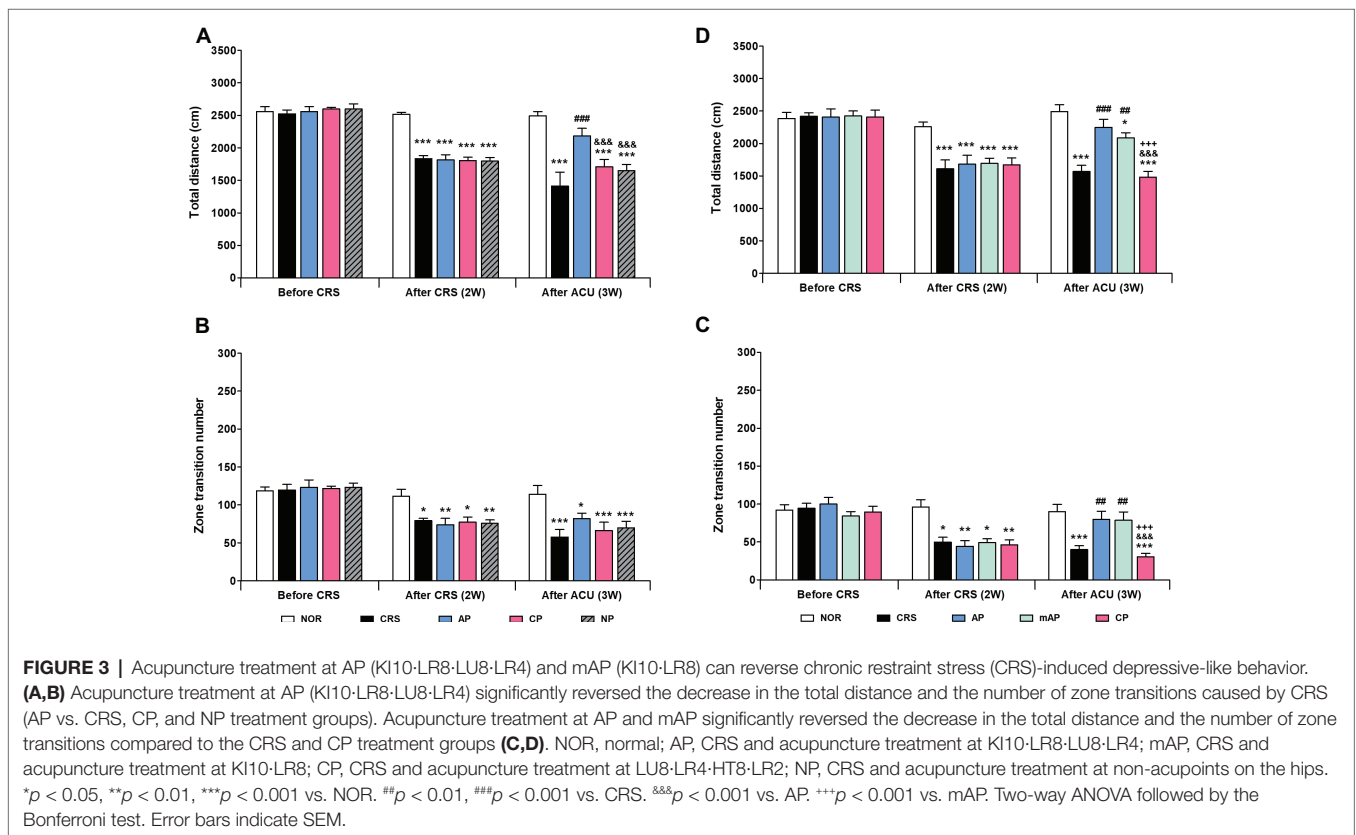 A
Total distance (cm)
3500
3000
2500
2000
1500
1000
500
0
*** *** *** ***
***
###
&&&
***
&&&
***
Before CRS After CRS (2W) After ACU (3W)
D
Total distance (cm)
3500
3000
2500
2000
1500
1000
500
0
*** *** *** ***
***
###
##
*
+++
&&&
***
Before CRS After CRS (2W) After ACU (3W)
B
Zone transition number
300
250
200
150
100
50
0
* ** * **
*** * *** ***
Before CRS After CRS (2W) After ACU (3W)
NOR CRS AP CP NP
C
Zone transition number
300
250
200
150
100
50
0
* ** * **
*** ## ##
+++
&&&
***
Before CRS After CRS (2W) After ACU (3W)
NOR CRS AP mAP CP
FIGURE 3 | Acupuncture treatment at AP (KI10·LR8·LU8·LR4) and mAP (KI10·LR8) can reverse chronic restraint stress (CRS)-induced depressive-like behavior.
(A,B) Acupuncture treatment at AP (KI10·LR8·LU8·LR4) significantly reversed the decrease in the total distance and the number of zone transitions caused by CRS
(AP vs. CRS, CP, and NP treatment groups). Acupuncture treatment at AP and mAP significantly reversed the decrease in the total distance and the number of zone
transitions compared to the CRS and CP treatment groups (C,D). NOR, normal; AP, CRS and acupuncture treatment at KI10·LR8·LU8·LR4; mAP, CRS and
acupuncture treatment at KI10·LR8; CP, CRS and acupuncture treatment at LU8·LR4·HT8·LR2; NP, CRS and acupuncture treatment at non-acupoints on the hips.
*p < 0.05, **p < 0.01, ***p < 0.001 vs. NOR. ##p < 0.01, ###p < 0.001 vs. CRS. &&&p < 0.001 vs. AP. +++p < 0.001 vs. mAP. Two-way ANOVA followed by the
Bonferroni test. Error bars indicate SEM.